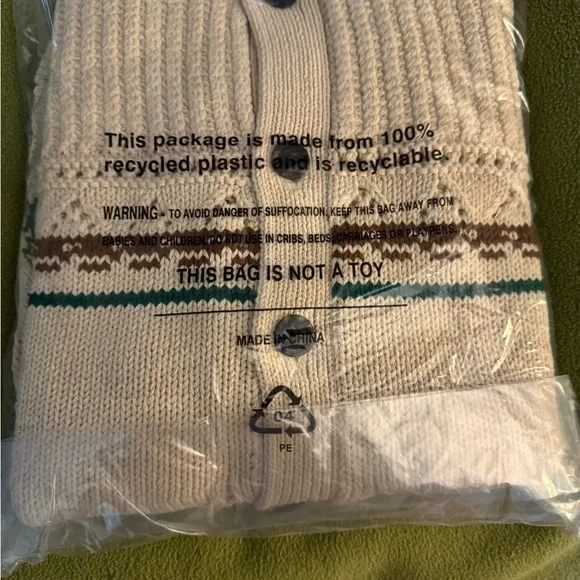 This package is made from 100%
recycled plastic and is recyclable.
WARNING - TO AVOID DANGER OF SUFFOCATION, KEEP THIS BAG AWAY FROM
BABIES AND CHILDREN. DO NOT USE IN CRIBS, BEDS, CARRIAGES OR PLAYPENS.
THIS BAG IS NOT A TOY
MADE IN CHINA
04
PE